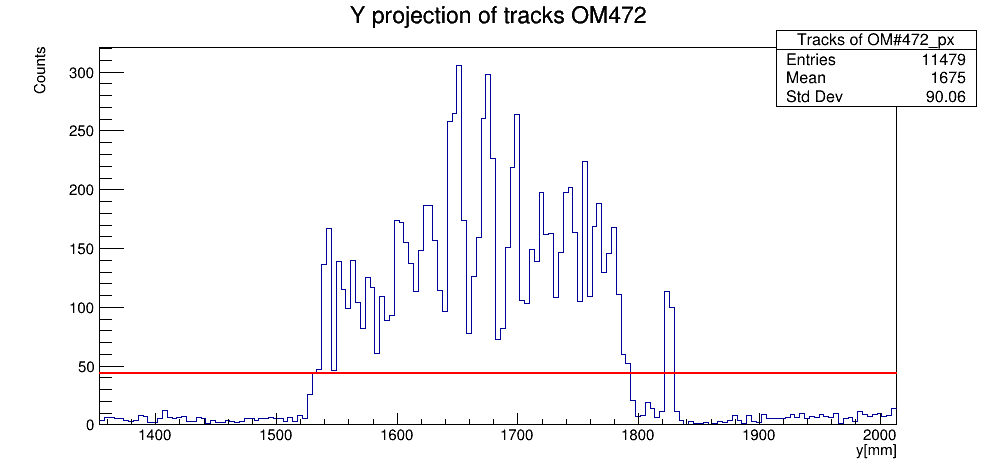 Y projection of tracks OM472
Counts
Tracks of OM#472_px
Entries 11479
Mean 1675
Std Dev 90.06
300
250
200
150
100
50
0
1400 1500 1600 1700 1800 1900 2000
y[mm]